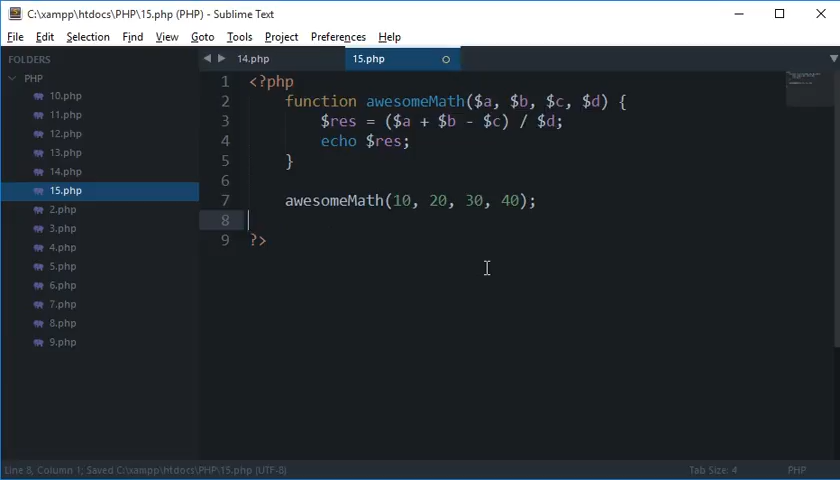 C:\xampp\htdocs\PHP\15.php (PHP) - Sublime Text
File Edit Selection Find View Goto Tools Project Preferences Help
FOLDERS
PHP
10.php
11.php
12.php
13.php
14.php
15.php
2.php
3.php
4.php
5.php
6.php
7.php
8.php
9.php
14.php 15.php
1 <?php
2 function awesomeMath($a, $b, $c, $d) {
3 $res = ($a + $b - $c) / $d;
4 echo $res;
5 }
6
7 awesomeMath(10, 20, 30, 40);
8
9 ?>
Line 8, Column 1; Saved C:\xampp\htdocs\PHP\15.php (UTF-8) Tab Size: 4 PHP